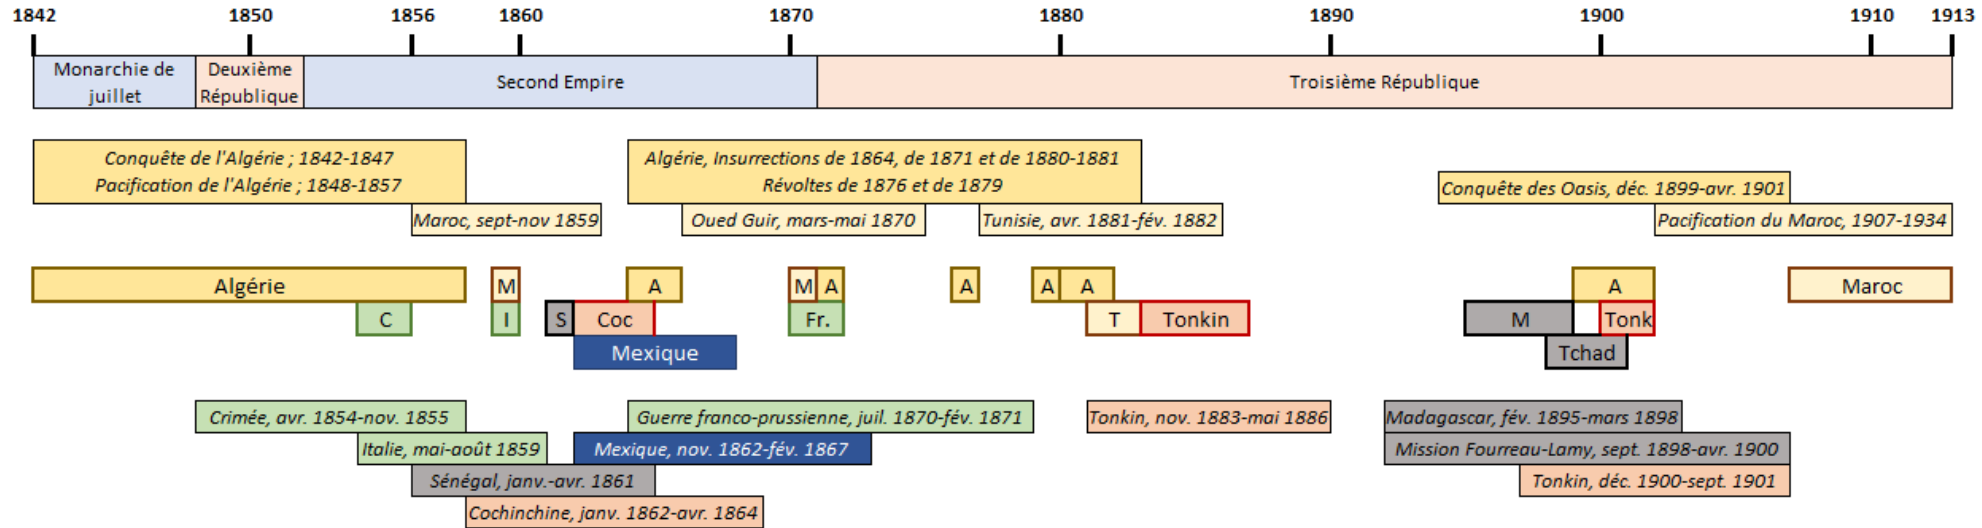 1842 1850 1856 1860 1870 1880 1890 1900 1910 1913
Monarchie de
juillet
Deuxième
République
Second Empire
Troisième République
Conquête de l'Algérie ; 1842-1847
Pacification de l'Algérie ; 1848-1857
Algérie, Insurrections de 1864, de 1871 et de 1880-1881
Révoltes de 1876 et de 1879
Conquête des Oasis, déc. 1899-avr. 1901
Maroc, sept-nov 1859
Oued Guir, mars-mai 1870
Tunisie, avr. 1881-fév. 1882
Pacification du Maroc, 1907-1934
Algérie M A M A A A A A Maroc
C I S Coc Fr. T Tonkin M Tonk
Mexique Tchad
Crimée, avr. 1854-nov. 1855
Guerre franco-prussienne, juil. 1870-fév. 1871
Tonkin, nov. 1883-mai 1886
Madagascar, fév. 1895-mars 1898
Italie, mai-août 1859
Mexique, nov. 1862-fév. 1867
Mission Fourreau-Lamy, sept. 1898-avr. 1900
Sénégal, janv.-avr. 1861
Tonkin, déc. 1900-sept. 1901
Cochinchine, janv. 1862-avr. 1864